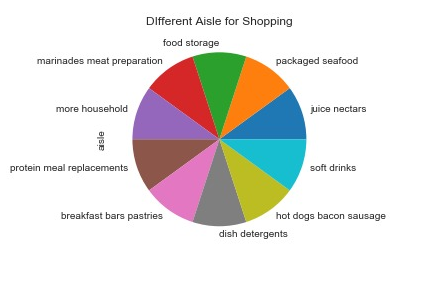 DIfferent Aisle for Shopping
food storage
marinades meat preparation
packaged seafood
more household
juice nectars
aisle
protein meal replacements
soft drinks
breakfast bars pastries
hot dogs bacon sausage
dish detergents